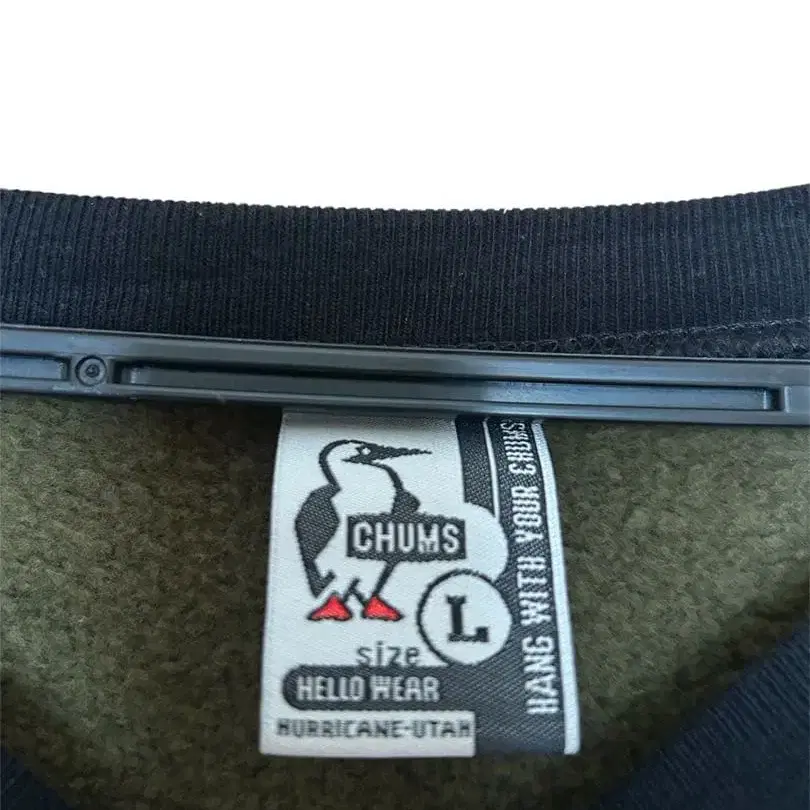 CHUMS
L
size
HELLO WEAR
HURRICANE-UTAH
HANG WITH YOUR CHUMS